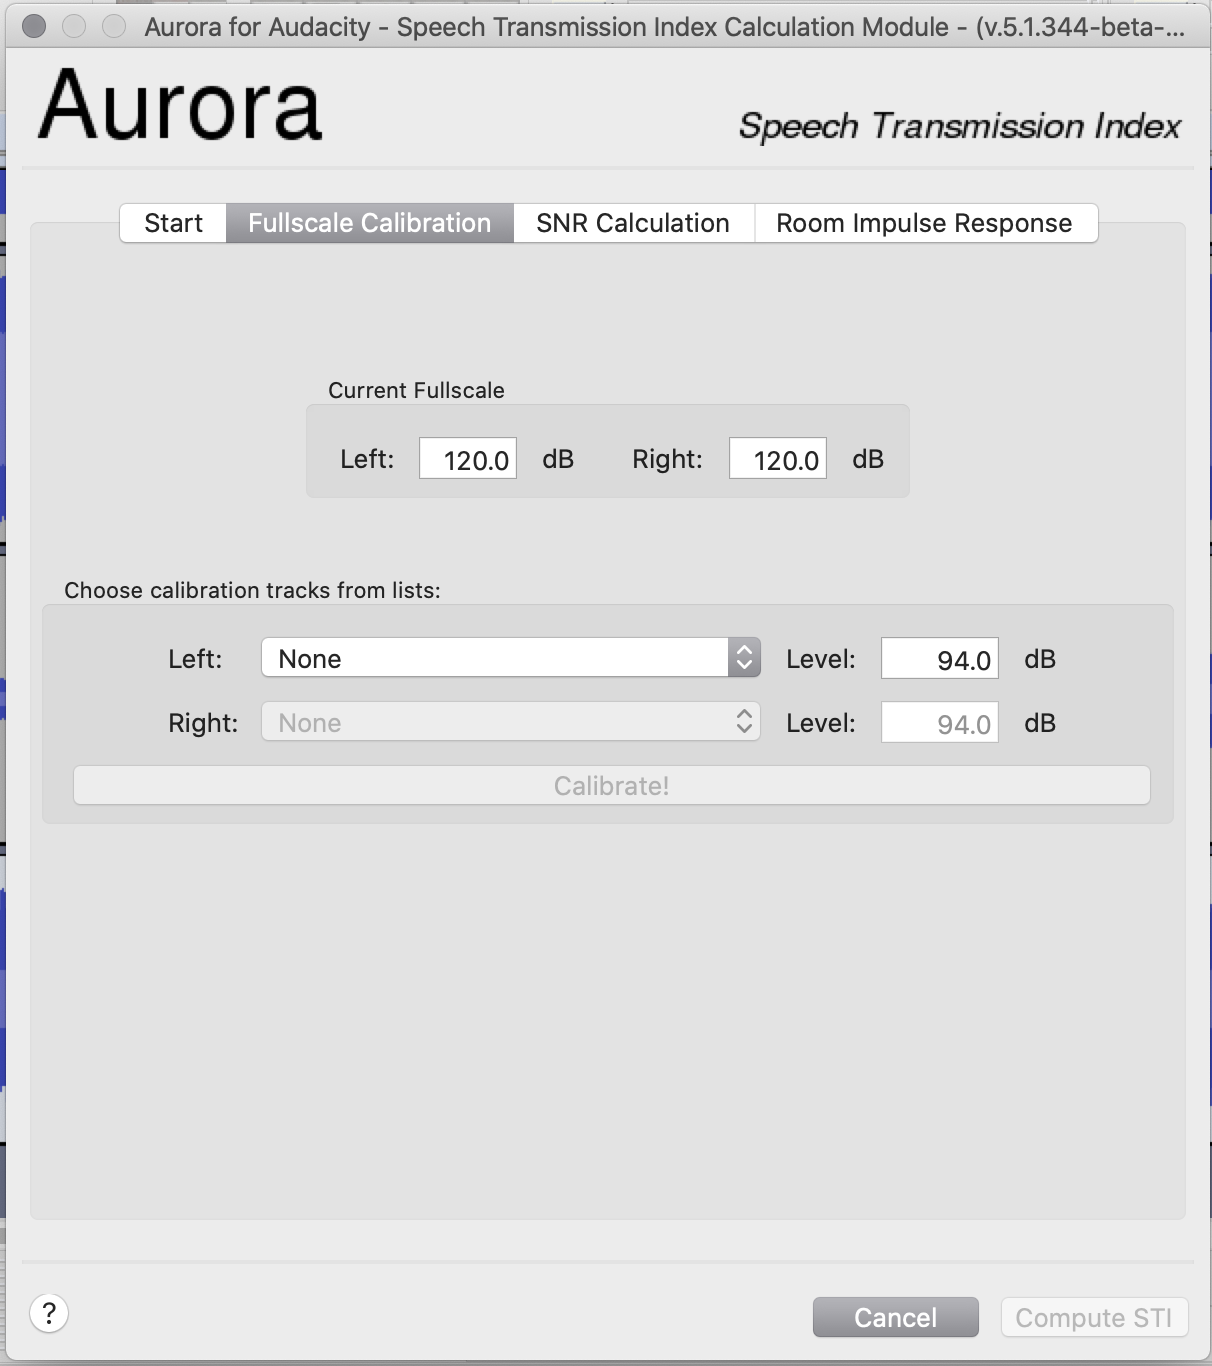 Aurora for Audacity - Speech Transmission Index Calculation Module - (v.5.1.344-beta-...
Aurora
Speech Transmission Index
Start Fullscale Calibration SNR Calculation Room Impulse Response
Current Fullscale
Left: 120.0 dB Right: 120.0 dB
Choose calibration tracks from lists:
Left: None Level: 94.0 dB
Right: None Level: 94.0 dB
Calibrate!
? Cancel Compute STI